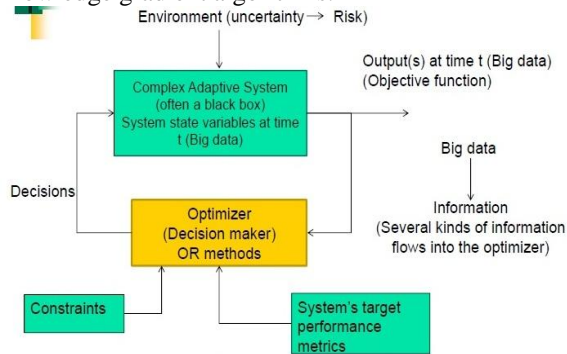 Environment (uncertainty → Risk)
Output(s) at time t (Big data)
(Objective function)
Complex Adaptive System
(often a black box)
System state variables at time
t (Big data)
Big data
Decisions
Information
(Several kinds of information
flows into the optimizer)
Optimizer
(Decision maker)
OR methods
Constraints
System's target
performance
metrics